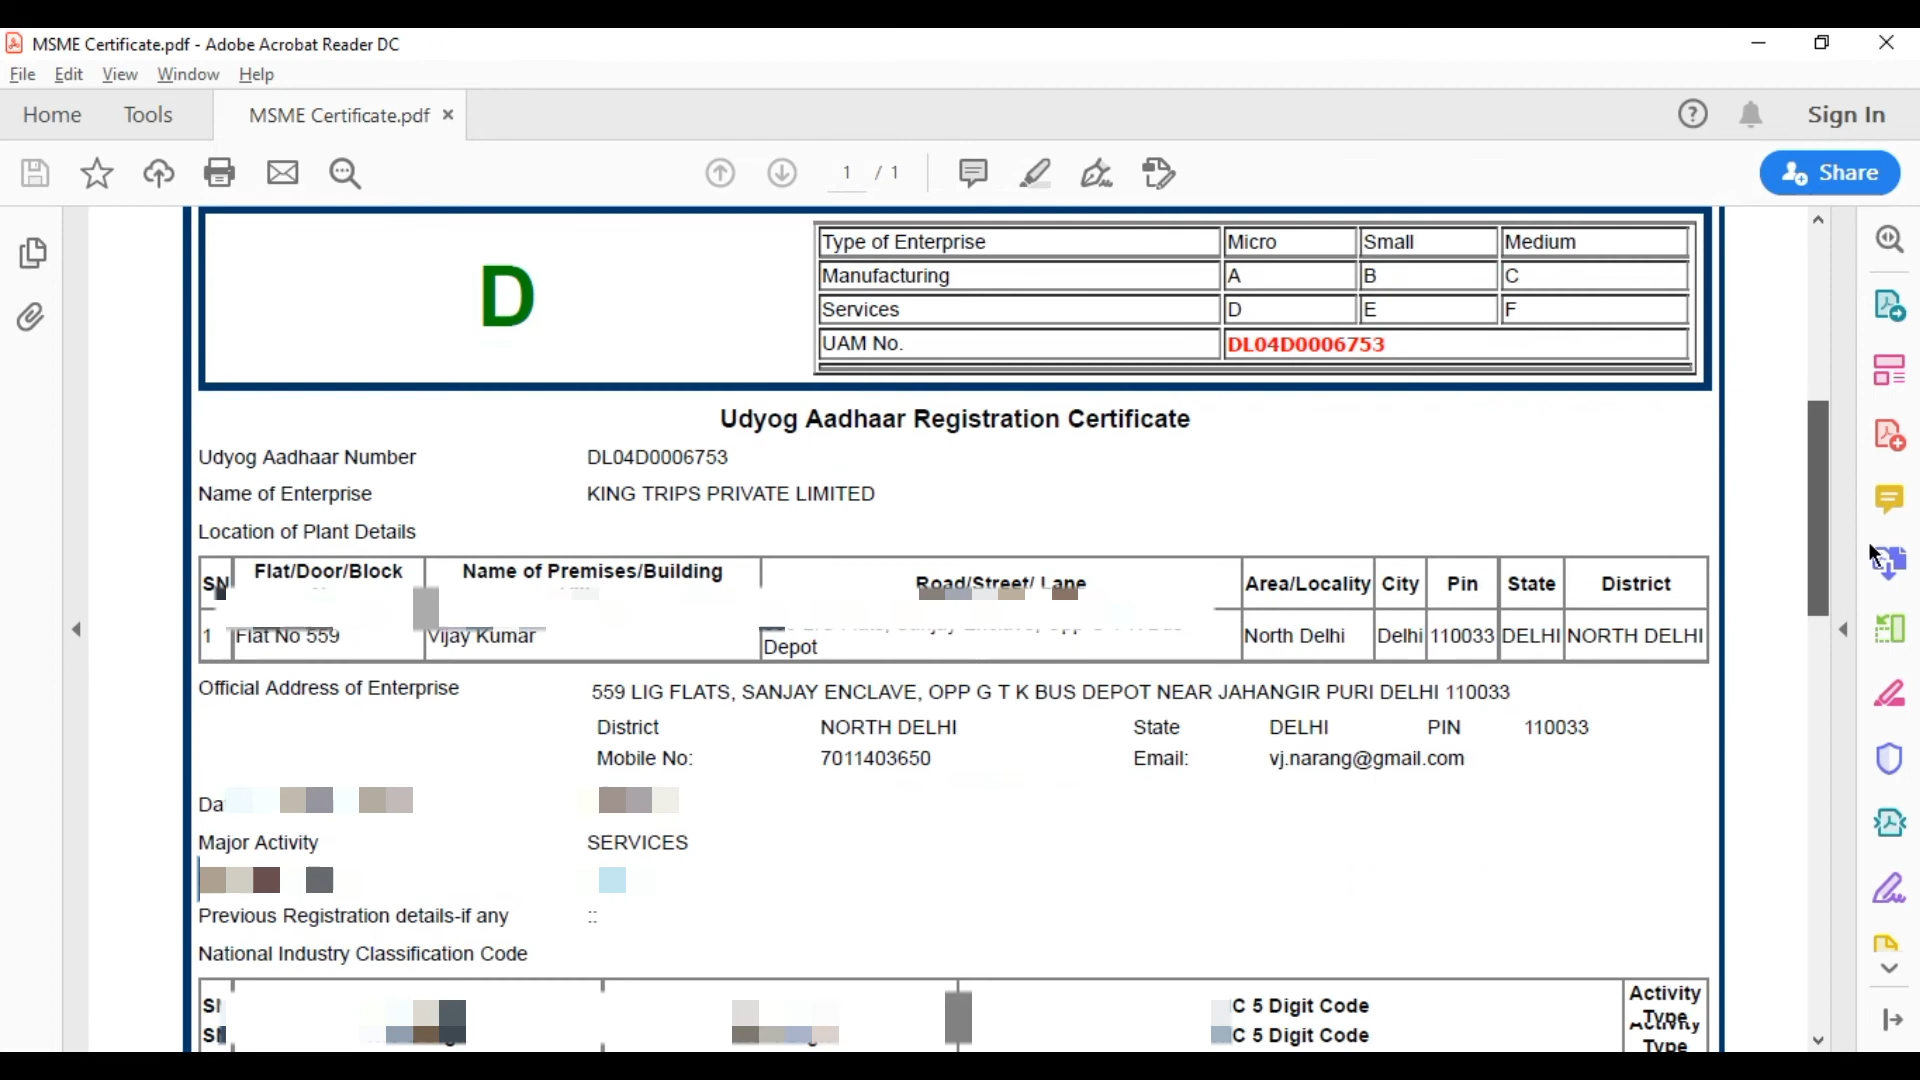 MSME Certificate.pdf - Adobe Acrobat Reader DC
File Edit View Window Help
Home Tools MSME Certificate.pdf × Sign In
1 / 1 Share
D
Type of Enterprise Micro Small Medium
Manufacturing A B C
Services D E F
UAM No. DL04D0006753
Udyog Aadhaar Registration Certificate
Udyog Aadhaar Number DL04D0006753
Name of Enterprise KING TRIPS PRIVATE LIMITED
Location of Plant Details
SN Flat/Door/Block Name of Premises/Building Road/Street/ Lane Area/Locality City Pin State District
1 Flat No 559 Vijay Kumar Depot North Delhi Delhi 110033 DELHI NORTH DELHI
Official Address of Enterprise 559 LIG FLATS, SANJAY ENCLAVE, OPP G T K BUS DEPOT NEAR JAHANGIR PURI DELHI 110033
District NORTH DELHI State DELHI PIN 110033
Mobile No: 7011403650 Email: vj.narang@gmail.com
Major Activity SERVICES
Previous Registration details-if any ::
National Industry Classification Code
C 5 Digit Code Activity Type
C 5 Digit Code Activity Type